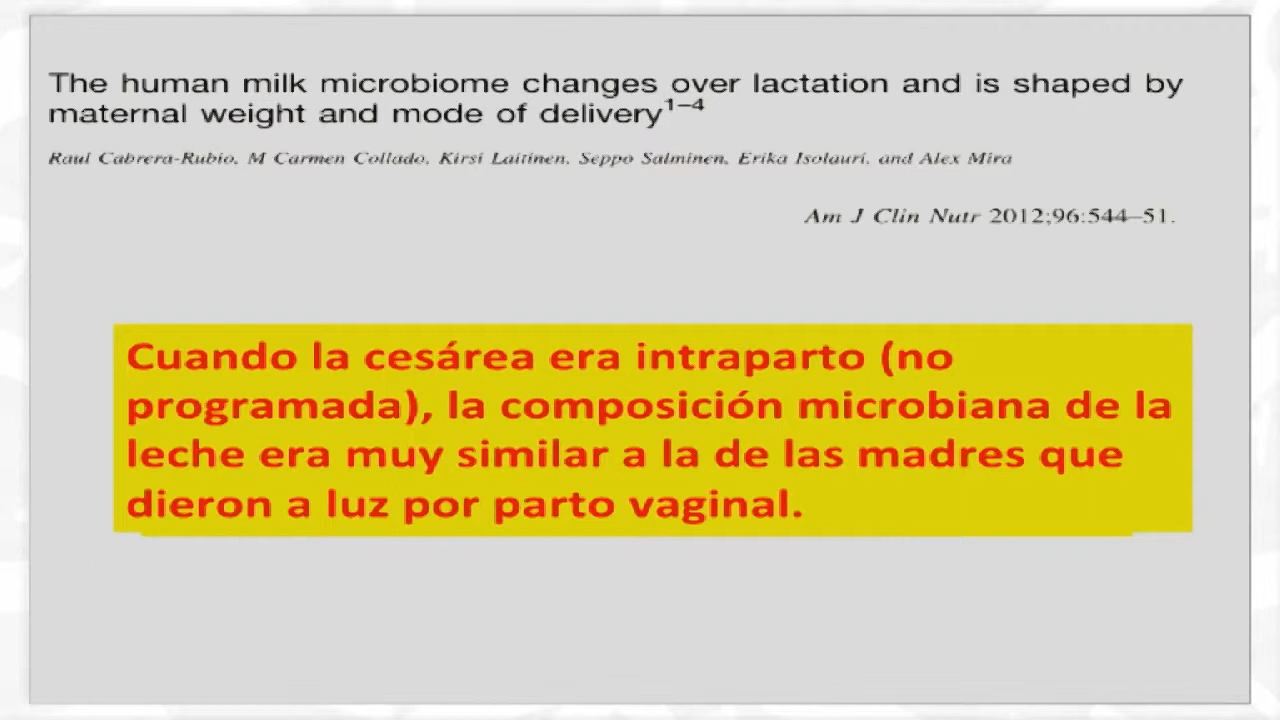 The human milk microbiome changes over lactation and is shaped by
maternal weight and mode of delivery¹⁻⁴
Raul Cabrera-Rubio, M Carmen Collado, Kirsi Laitinen, Seppo Salminen, Erika Isolauri, and Alex Mira
Am J Clin Nutr 2012;96:544–51.
Cuando la cesárea era intraparto (no
programada), la composición microbiana de la
leche era muy similar a la de las madres que
dieron a luz por parto vaginal.